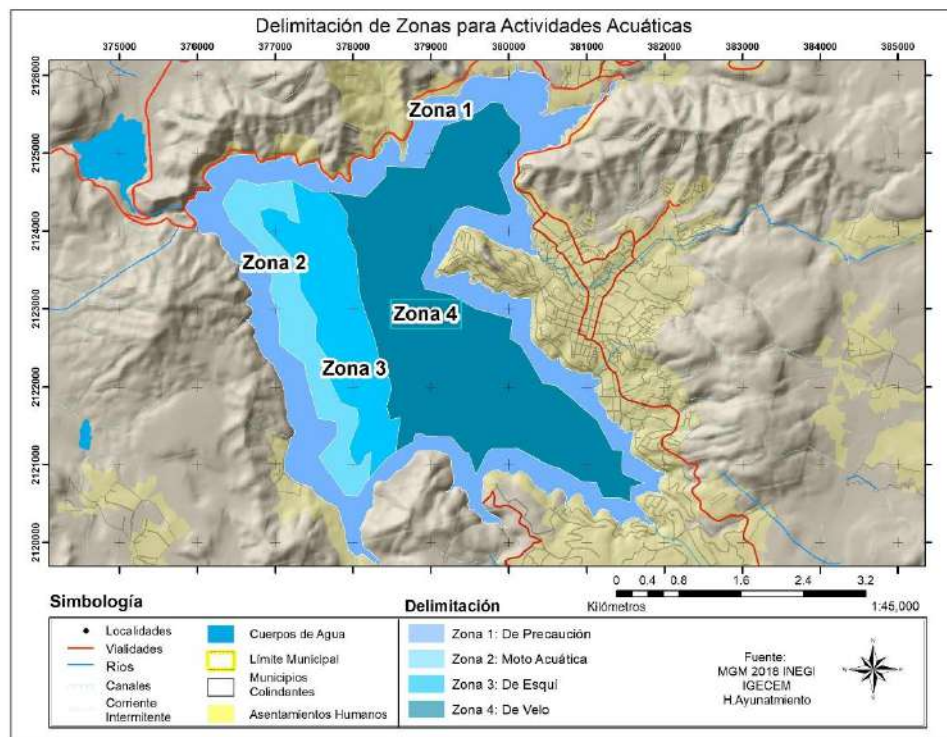 Delimitación de Zonas para Actividades Acuáticas
375000 376000 377000 378000 379000 380000 381000 382000 383000 384000 385000
2126000
2125000
2124000
2123000
2122000
2121000
2120000
Zona 1
Zona 2
Zona 4
Zona 3
0 0.4 0.8 1.6 2.4 3.2
Kilómetros
1:45,000
Simbología
Localidades
Vialidades
Ríos
Canales
Corriente
Intermitente
Cuerpos de Agua
Límite Municipal
Municipios
Colindantes
Asentamientos Humanos
Delimitación
Zona 1: De Precaución
Zona 2: Moto Acuática
Zona 3: De Esquí
Zona 4: De Velo
Fuente:
MGM 2018 INEGI
IGECEM
H.Ayunatmiento